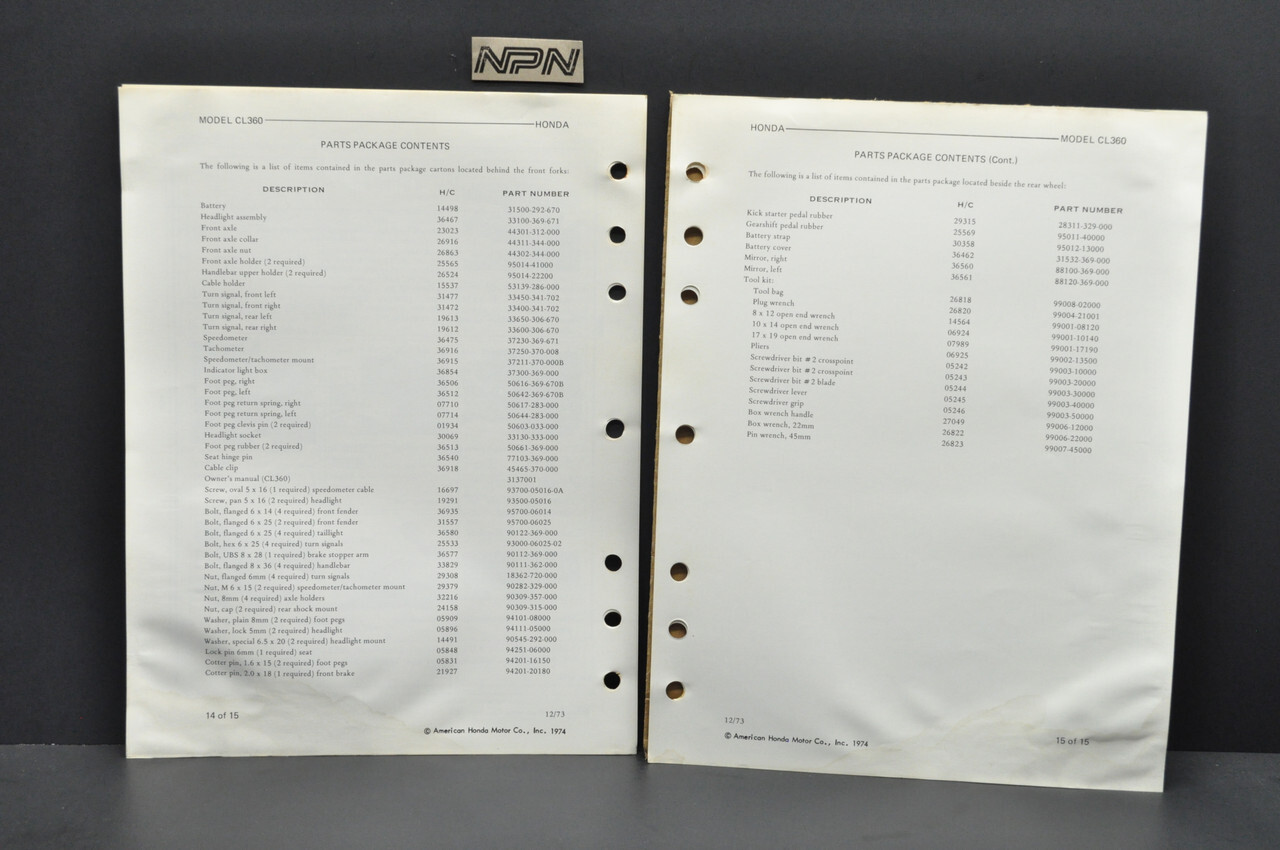 NPN
MODEL CL360 HONDA
PARTS PACKAGE CONTENTS
The following is a list of items contained in the parts package cartons located behind the front forks:
DESCRIPTION H/C PART NUMBER
Battery 14498 31500-292-670
Headlight assembly 36467 33100-369-671
Front axle 23023 44301-312-000
Front axle collar 26916 44311-344-000
Front axle nut 26863 44302-344-000
Front axle holder (2 required) 25565 95014-41000
Handlebar upper holder (2 required) 26524 95014-22200
Cable holder 15537 53139-286-000
Turn signal, front left 31477 33450-341-702
Turn signal, front right 31472 33400-341-702
Turn signal, rear left 19613 33650-306-670
Turn signal, rear right 19612 33600-306-670
Speedometer 36475 37230-369-671
Tachometer 36916 37250-370-008
Speedometer/tachometer mount 36915 37211-370-000B
Indicator light box 36854 37300-369-000
Foot peg, right 36506 50616-369-670B
Foot peg, left 36512 50642-369-670B
Foot peg return spring, right 07710 50617-283-000
Foot peg return spring, left 07714 50644-283-000
Foot peg clevis pin (2 required) 01934 50603-033-000
Headlight socket 30069 33130-333-000
Foot peg rubber (2 required) 36513 50661-369-000
Seat hinge pin 36540 77103-369-000
Cable clip 36918 45465-370-000
Owner's manual (CL360) 3137001
Screw, oval 5 x 16 (1 required) speedometer cable 16697 93700-05016-0A
Screw, pan 5 x 16 (2 required) headlight 19291 93500-05016
Bolt, flanged 6 x 14 (4 required) front fender 36935 95700-06014
Bolt, flanged 6 x 25 (2 required) front fender 31557 95700-06025
Bolt, flanged 6 x 25 (4 required) taillight 36580 90122-369-000
Bolt, hex 6 x 25 (4 required) turn signals 25533 93000-06025-02
Bolt, UBS 8 x 28 (1 required) brake stopper arm 36577 90112-369-000
Bolt, flanged 8 x 36 (4 required) handlebar 33829 90111-362-000
Nut, flanged 6mm (4 required) turn signals 29308 18362-720-000
Nut, M 6 x 15 (2 required) speedometer/tachometer mount 29379 90282-329-000
Nut, 8mm (4 required) axle holders 32216 90309-357-000
Nut, cap (2 required) rear shock mount 24158 90309-315-000
Washer, plain 8mm (2 required) foot pegs 05909 94101-08000
Washer, lock 5mm (2 required) headlight 05896 94111-05000
Washer, special 6.5 x 20 (2 required) headlight mount 14491 90545-292-000
Lock pin 6mm (1 required) seat 05848 94251-06000
Cotter pin, 1.6 x 15 (2 required) foot pegs 05831 94201-16150
Cotter pin, 2.0 x 18 (1 required) front brake 21927 94201-20180
14 of 15 12/73
© American Honda Motor Co., Inc. 1974
HONDA MODEL CL360
PARTS PACKAGE CONTENTS (Cont.)
The following is a list of items contained in the parts package located beside the rear wheel:
DESCRIPTION H/C PART NUMBER
Kick starter pedal rubber 29315 28311-329-000
Gearshift pedal rubber 25569 95011-40000
Battery strap 30358 95012-13000
Battery cover 36462 31532-369-000
Mirror, right 36560 88100-369-000
Mirror, left 36561 88120-369-000
Tool kit:
Tool bag 26818 99008-02000
Plug wrench 26820 99004-21001
8 x 12 open end wrench 14564 99001-08120
10 x 14 open end wrench 06924 99001-10140
17 x 19 open end wrench 07989 99001-17190
Pliers 06925 99002-13500
Screwdriver bit #2 crosspoint 05242 99003-10000
Screwdriver bit #2 crosspoint 05243 99003-20000
Screwdriver bit #2 blade 05244 99003-30000
Screwdriver lever 05245 99003-40000
Screwdriver grip 05246 99003-50000
Box wrench handle 27049 99006-12000
Box wrench, 22mm 26822 99006-22000
Pin wrench, 45mm 26823 99007-45000
12/73
© American Honda Motor Co., Inc. 1974 15 of 15